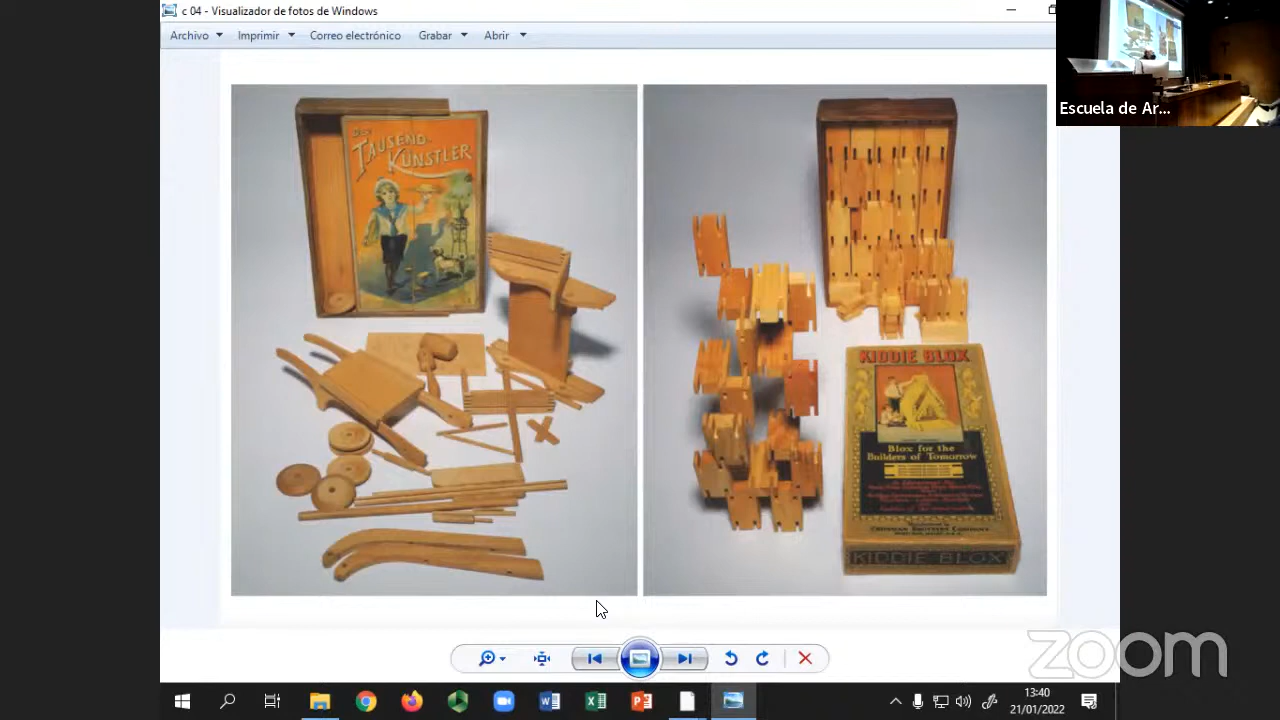 c 04 - Visualizador de fotos de Windows
Archivo Imprimir Correo electrónico Grabar Abrir
Escuela de Ar...
DER
TAUSEND
KÜNSTLER
KIDDIE BLOX
Blox for the
Builders of Tomorrow
KIDDIE BLOX
zoom
13:40
21/01/2022